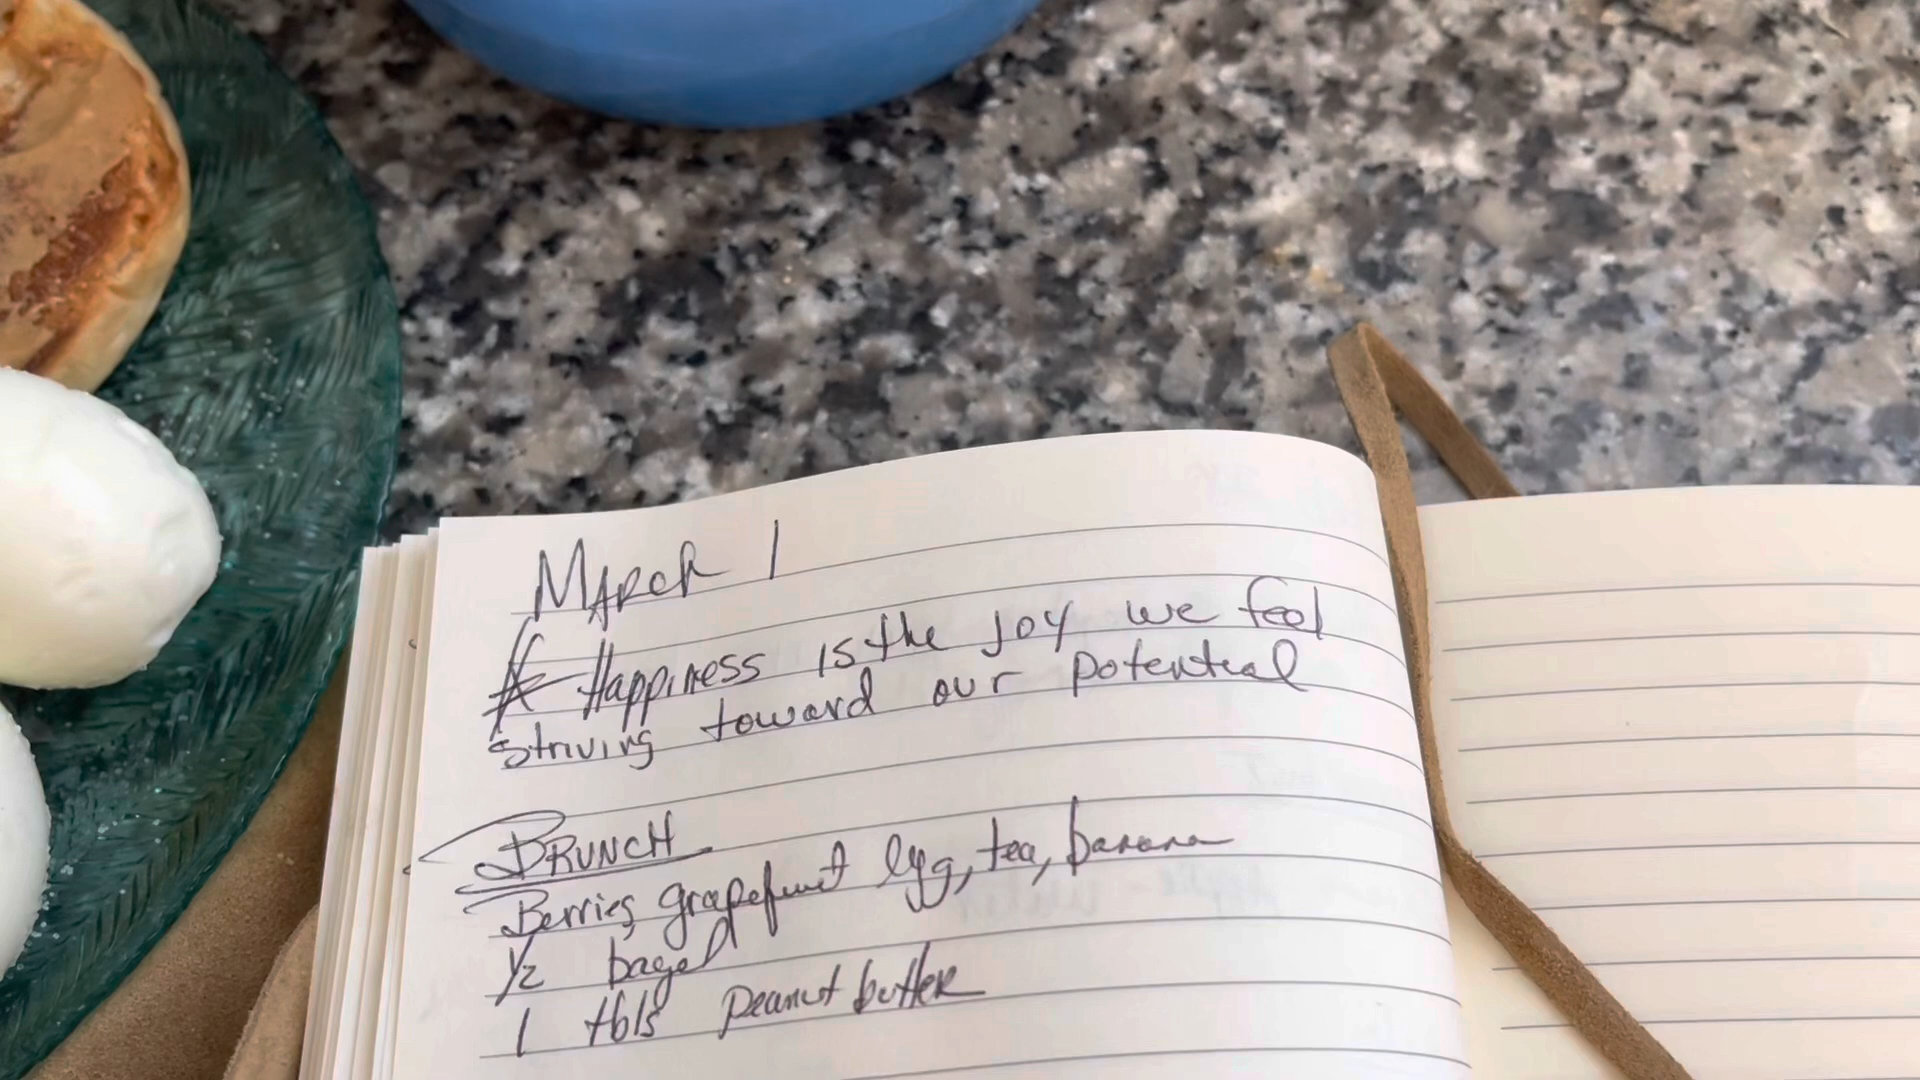 March 1
Happiness is the joy we feel
striving toward our potential
BRUNCH
Berries, grapefruit egg, tea, banana
1/2 bagel
1 tbls peanut butter